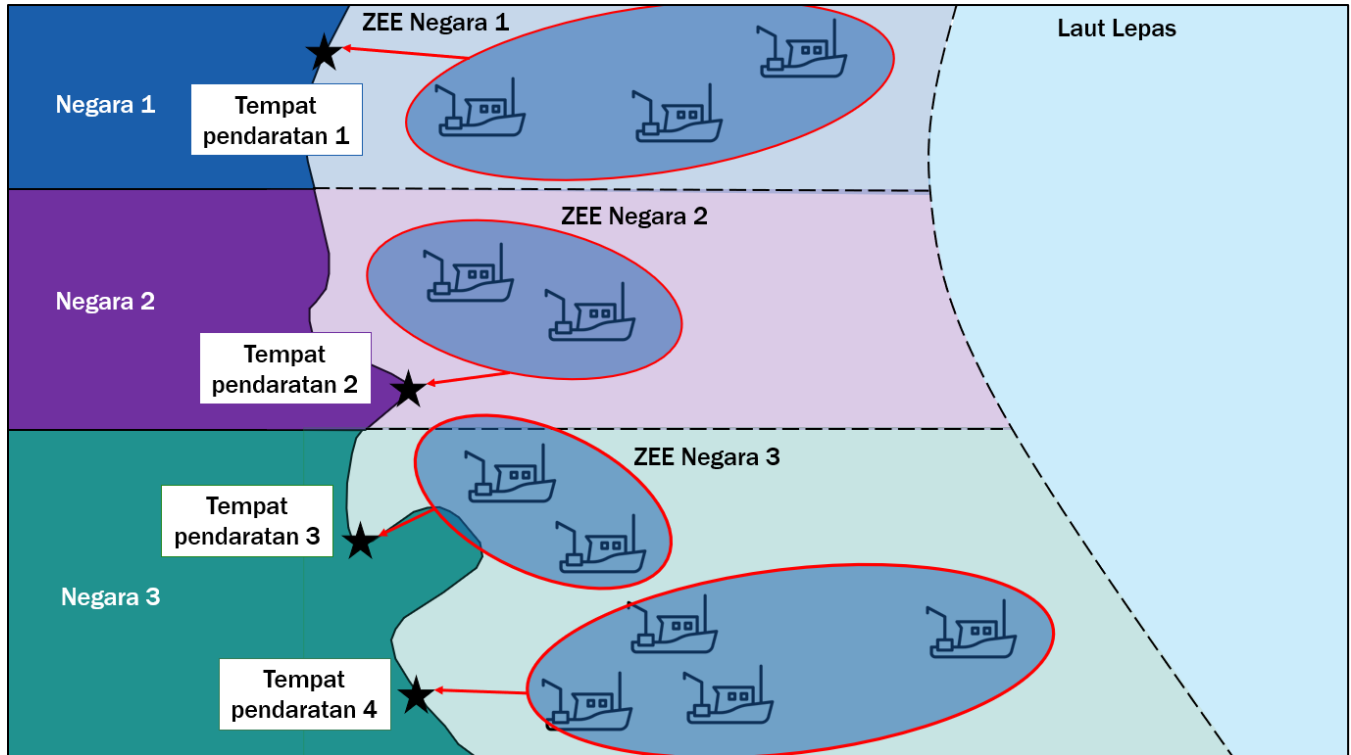 ZEE Negara 1
Laut Lepas
Negara 1
Tempat
pendaratan 1
ZEE Negara 2
Negara 2
Tempat
pendaratan 2
ZEE Negara 3
Tempat
pendaratan 3
Negara 3
Tempat
pendaratan 4